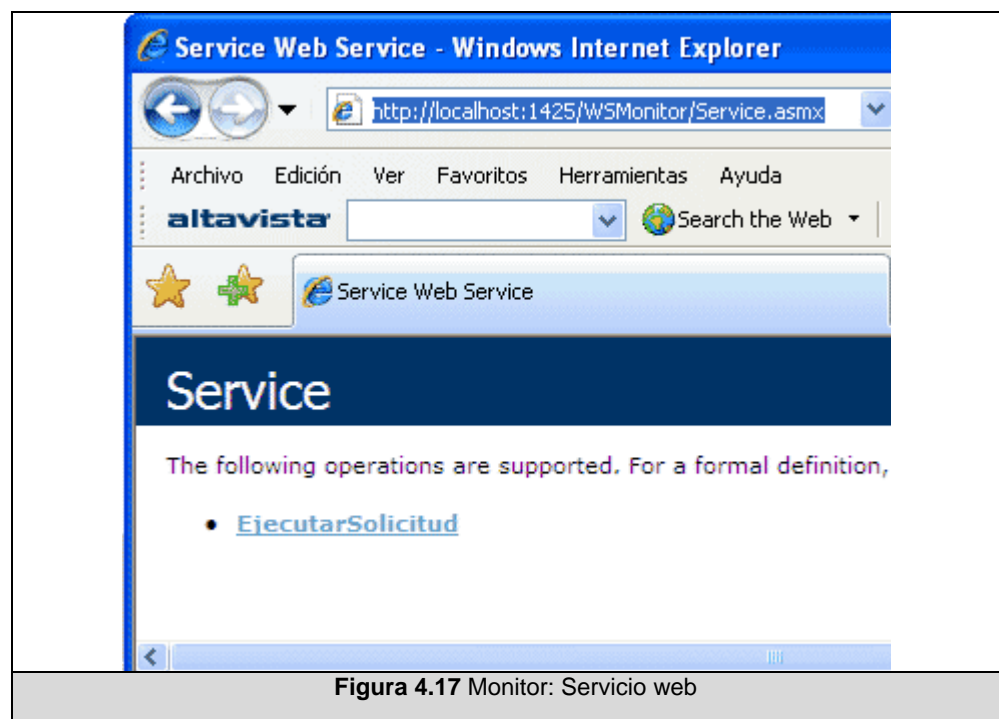 Service Web Service - Windows Internet Explorer
http://localhost:1425/WSMonitor/Service.asmx
Archivo Edición Ver Favoritos Herramientas Ayuda
altavista Search the Web
Service Web Service
Service
The following operations are supported. For a formal definition,
EjecutarSolicitud
Figura 4.17 Monitor: Servicio web